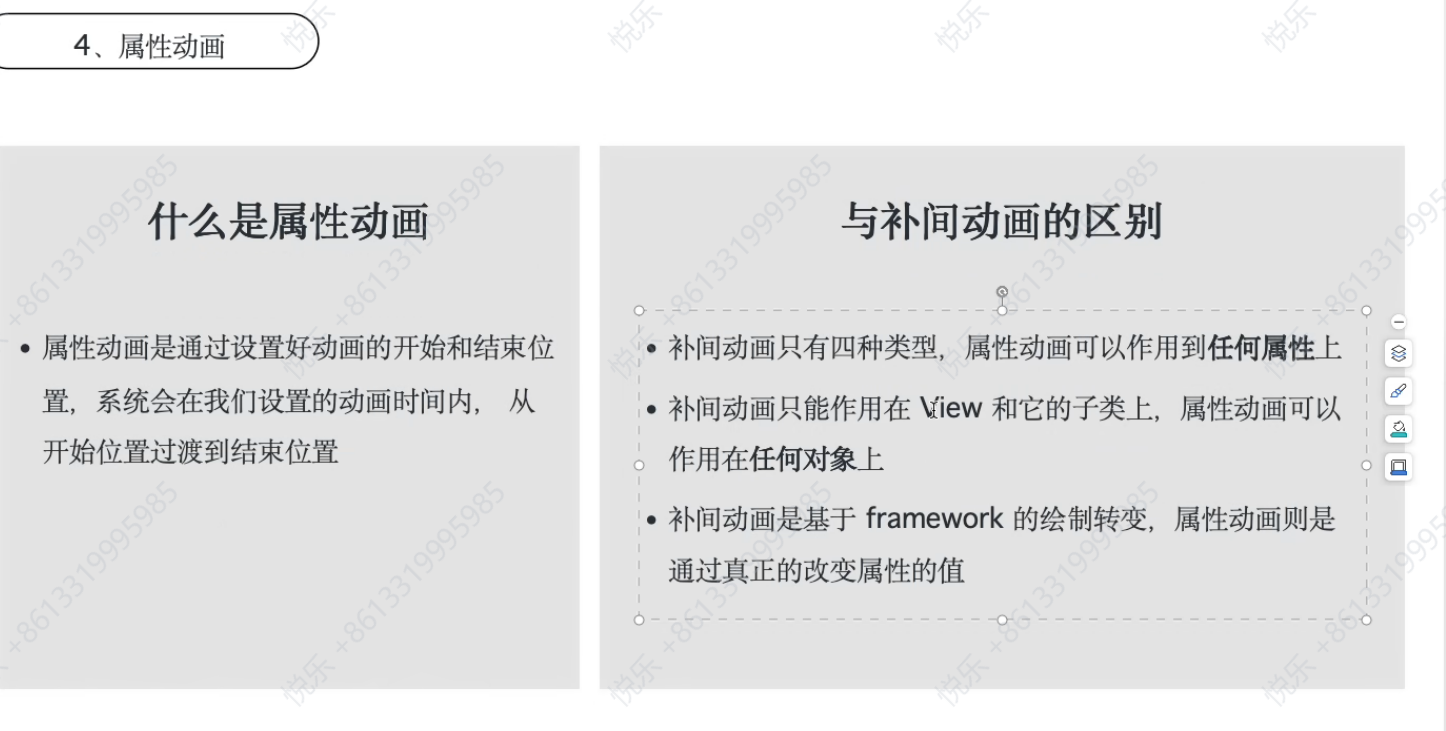 4、属性动画
什么是属性动画
• 属性动画是通过设置好动画的开始和结束位
置，系统会在我们设置的动画时间内， 从
开始位置过渡到结束位置
与补间动画的区别
• 补间动画只有四种类型，属性动画可以作用到任何属性上
• 补间动画只能作用在 View 和它的子类上，属性动画可以
作用在任何对象上
• 补间动画是基于 framework 的绘制转变，属性动画则是
通过真正的改变属性的值
悦乐 +8613319995985